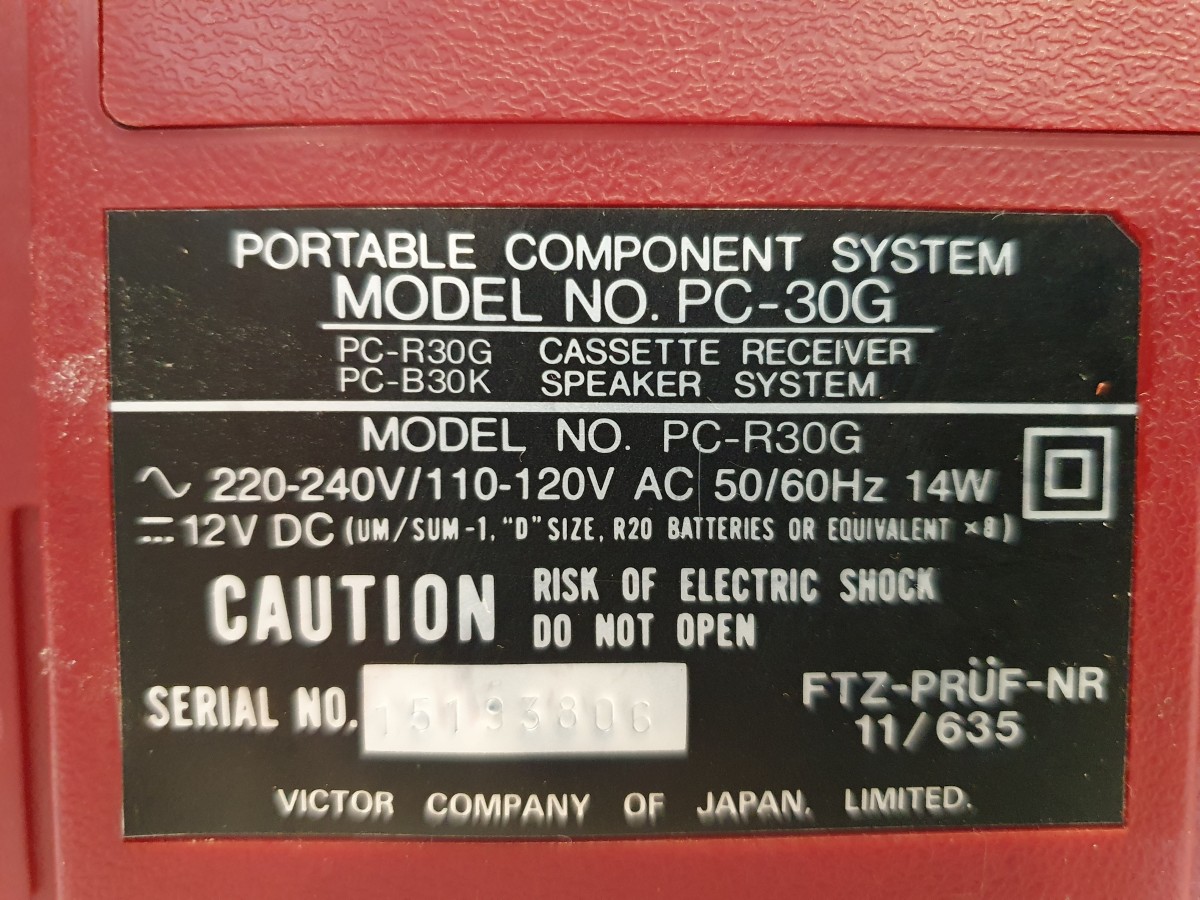 PORTABLE COMPONENT SYSTEM
MODEL NO. PC-30G
PC-R30G CASSETTE RECEIVER
PC-B30K SPEAKER SYSTEM
MODEL NO. PC-R30G
~ 220-240V/110-120V AC 50/60Hz 14W
⎓ 12V DC (UM/SUM-1, "D" SIZE, R20 BATTERIES OR EQUIVALENT ×8)
CAUTION RISK OF ELECTRIC SHOCK
DO NOT OPEN
SERIAL NO.
FTZ-PRÜF-NR
11/635
VICTOR COMPANY OF JAPAN, LIMITED.